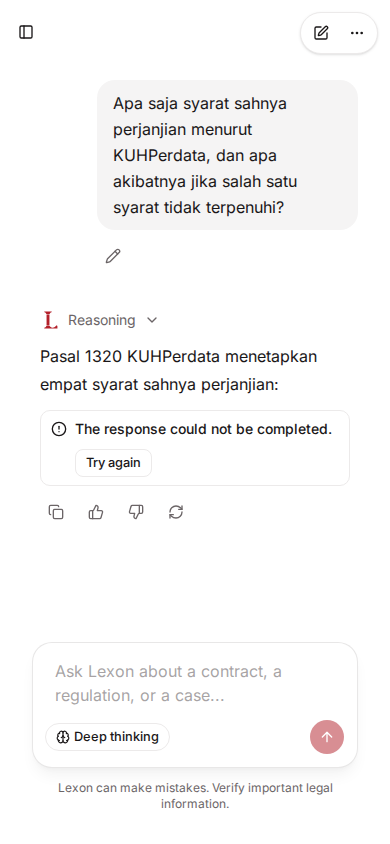 Apa saja syarat sahnya
perjanjian menurut
KUHPerdata, dan apa
akibatnya jika salah satu
syarat tidak terpenuhi?
L Reasoning
Pasal 1320 KUHPerdata menetapkan
empat syarat sahnya perjanjian:
The response could not be completed.
Try again
Ask Lexon about a contract, a
regulation, or a case...
Deep thinking
Lexon can make mistakes. Verify important legal
information.